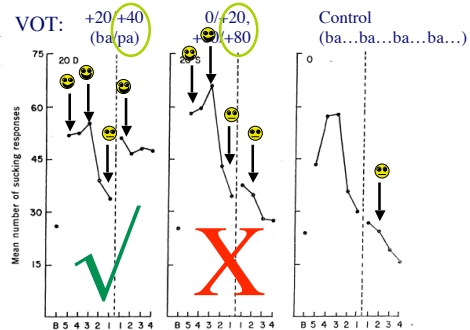 VOT:
+20/+40
(ba/pa)
0/+20,
+80
Control
(ba…ba…ba…ba…)
Mean number of sucking responses
75
60
45
30
15
20 D
S
0
B 5 4 3 2 1 1 2 3 4
B 5 4 3 2 1 1 2 3 4
B 5 4 3 2 1 1 2 3 4
X